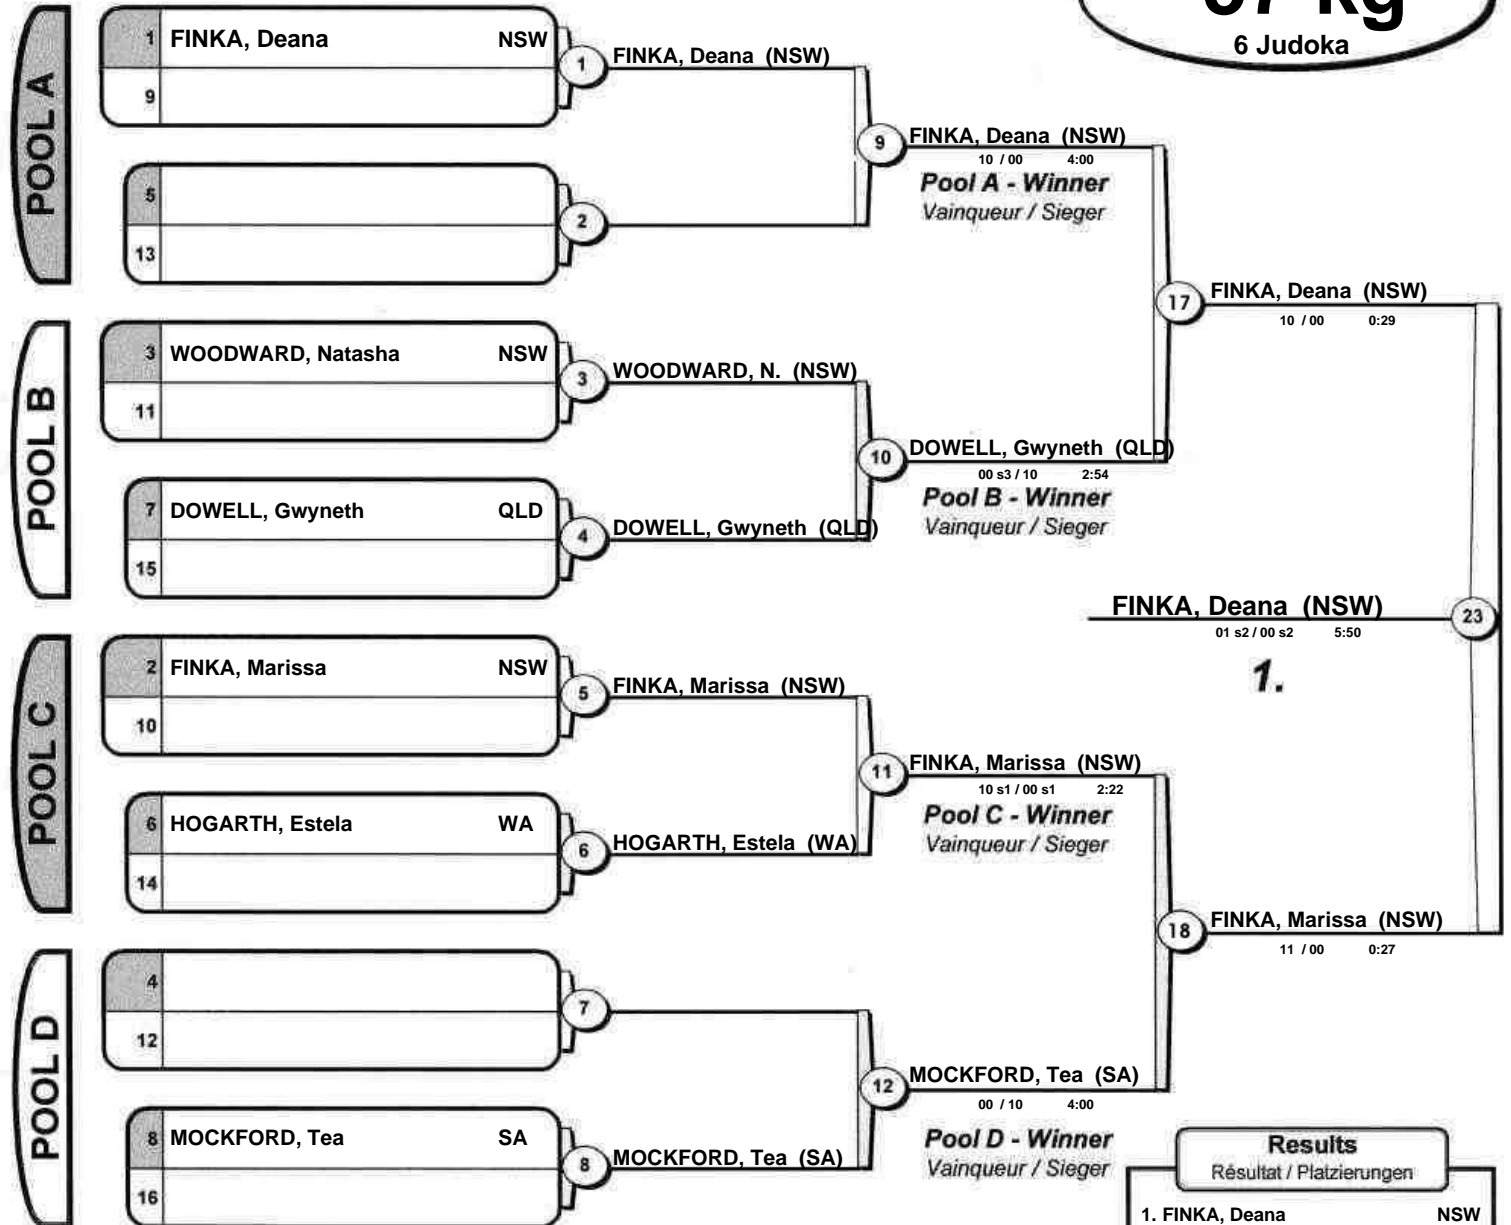 57 kg
6 Judoka
POOL A
1 FINKA, Deana NSW
9
5
13
1 FINKA, Deana (NSW)
2
9 FINKA, Deana (NSW)
10 / 00 4:00
Pool A - Winner
Vainqueur / Sieger
POOL B
3 WOODWARD, Natasha NSW
11
7 DOWELL, Gwyneth QLD
15
3 WOODWARD, N. (NSW)
4 DOWELL, Gwyneth (QLD)
10 DOWELL, Gwyneth (QLD)
00 s3 / 10 2:54
Pool B - Winner
Vainqueur / Sieger
17 FINKA, Deana (NSW)
10 / 00 0:29
FINKA, Deana (NSW) 23
01 s2 / 00 s2 5:50
1.
POOL C
2 FINKA, Marissa NSW
10
6 HOGARTH, Estela WA
14
5 FINKA, Marissa (NSW)
6 HOGARTH, Estela (WA)
11 FINKA, Marissa (NSW)
10 s1 / 00 s1 2:22
Pool C - Winner
Vainqueur / Sieger
18 FINKA, Marissa (NSW)
11 / 00 0:27
POOL D
4
12
8 MOCKFORD, Tea SA
16
7
8 MOCKFORD, Tea (SA)
12 MOCKFORD, Tea (SA)
00 / 10 4:00
Pool D - Winner
Vainqueur / Sieger
Results
Résultat / Platzierungen
1. FINKA, Deana NSW